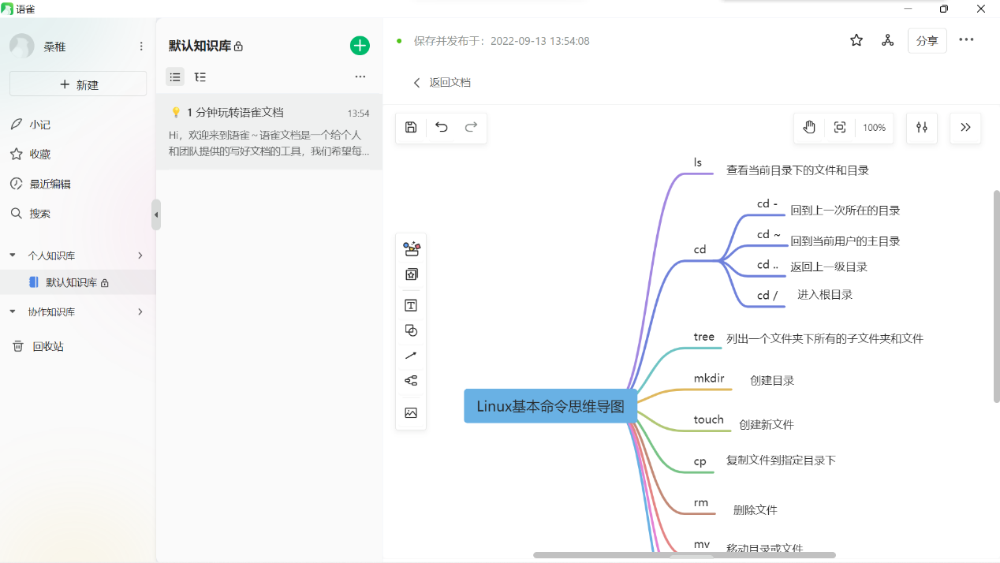 语雀
桑稚
新建
小记
收藏
最近编辑
搜索
个人知识库
默认知识库
协作知识库
回收站
默认知识库
1 分钟玩转语雀文档 13:54
Hi，欢迎来到语雀～语雀文档是一个给个人
和团队提供的写好文档的工具，我们希望每...
保存并发布于：2022-09-13 13:54:08
分享
返回文档
100%
Linux基本命令思维导图
ls 查看当前目录下的文件和目录
cd
cd - 回到上一次所在的目录
cd ~ 回到当前用户的主目录
cd .. 返回上一级目录
cd / 进入根目录
tree 列出一个文件夹下所有的子文件夹和文件
mkdir 创建目录
touch 创建新文件
cp 复制文件到指定目录下
rm 删除文件
mv 移动目录或文件